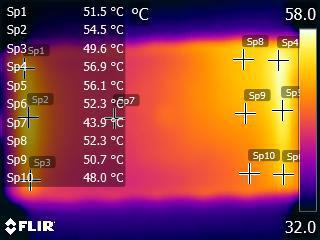 Sp1 51.5 °C °C 58.0
Sp2 54.5 °C
Sp3 49.6 °C Sp8 Sp4
Sp4 56.9 °C Sp1
Sp5 56.1 °C
Sp6 52.3 °C Sp2 Sp7 Sp9 Sp5
Sp7 43.9 °C
Sp8 52.3 °C
Sp9 50.7 °C Sp3 Sp10
Sp10 48.0 °C
FLIR 32.0